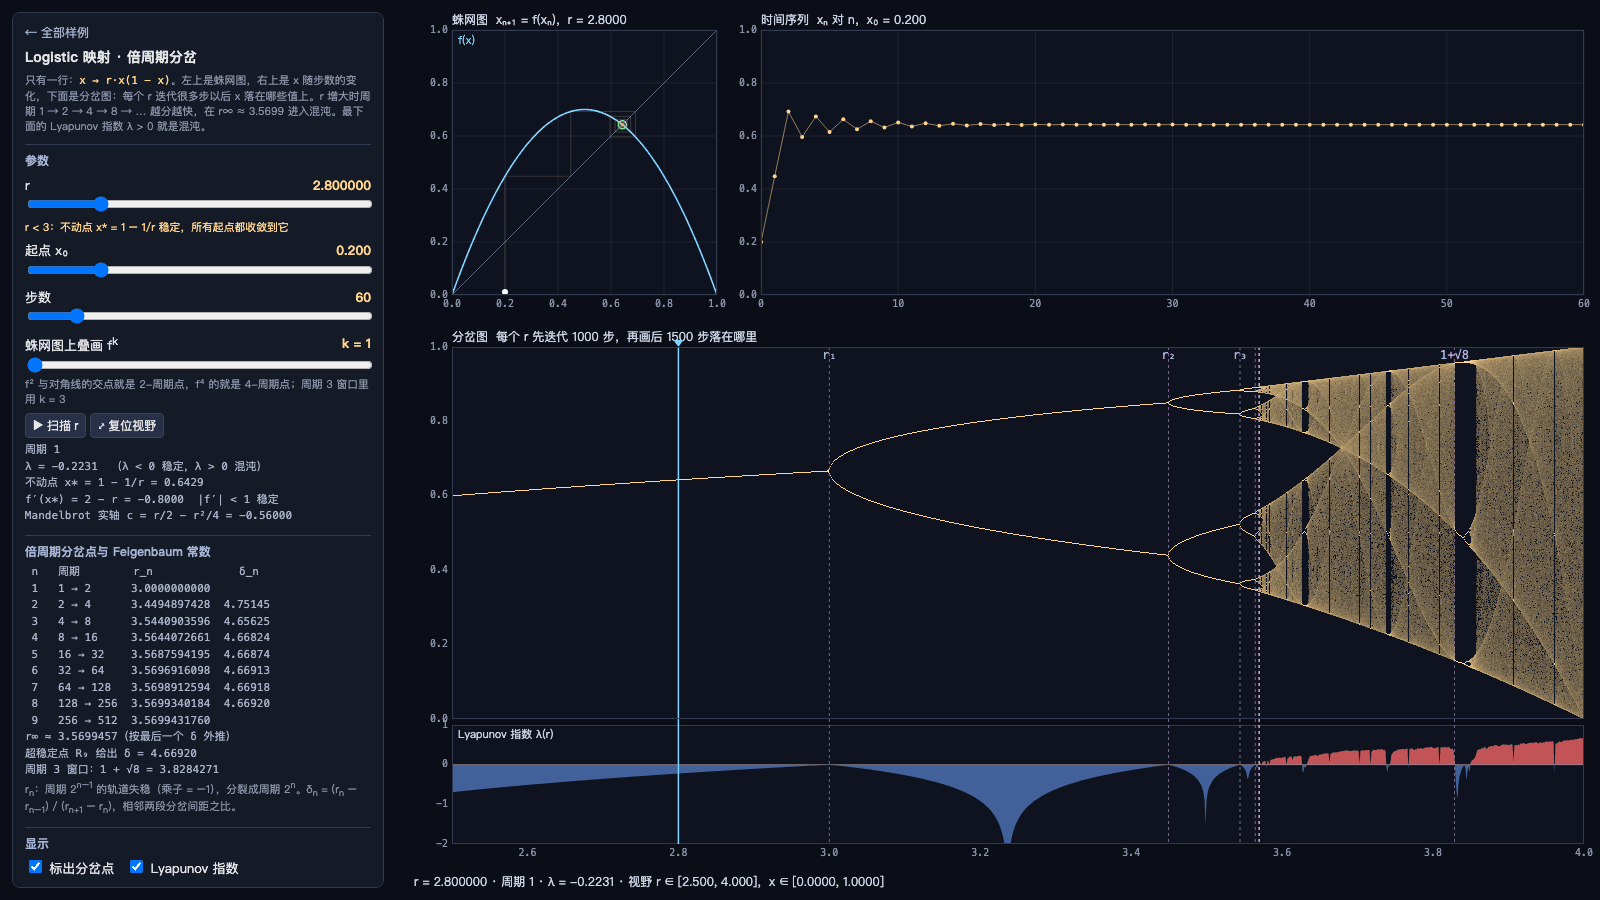 ← 全部样例
Logistic 映射 · 倍周期分岔
只有一行：x → r·x(1 − x)。左上是蛛网图，右上是 x 随步数的变
化，下面是分岔图：每个 r 迭代很多步以后 x 落在哪些值上。r 增大时周
期 1 → 2 → 4 → 8 → … 越分越快，在 r∞ ≈ 3.5699 进入混沌。最下
面的 Lyapunov 指数 λ > 0 就是混沌。
参数
r 2.800000
r < 3：不动点 x* = 1 − 1/r 稳定，所有起点都收敛到它
起点 x₀ 0.200
步数 60
蛛网图上叠画 fᵏ k = 1
f² 与对角线的交点就是 2-周期点，f⁴ 的就是 4-周期点；周期 3 窗口里
用 k = 3
▶ 扫描 r ⤢ 复位视野
周期 1
λ = −0.2231 （λ < 0 稳定，λ > 0 混沌）
不动点 x* = 1 − 1/r = 0.6429
f′(x*) = 2 − r = −0.8000 |f′| < 1 稳定
Mandelbrot 实轴 c = r/2 − r²/4 = −0.56000
倍周期分岔点与 Feigenbaum 常数
n 周期 r_n δ_n
1 1 → 2 3.0000000000
2 2 → 4 3.4494897428 4.75145
3 4 → 8 3.5440903596 4.65625
4 8 → 16 3.5644072661 4.66824
5 16 → 32 3.5687594195 4.66874
6 32 → 64 3.5696916098 4.66913
7 64 → 128 3.5698912594 4.66918
8 128 → 256 3.5699340184 4.66920
9 256 → 512 3.5699431760
r∞ ≈ 3.5699457 (按最后一个 δ 外推)
超稳定点 R₉ 给出 δ = 4.66920
周期 3 窗口：1 + √8 = 3.8284271
rₙ：周期 2ⁿ⁻¹ 的轨道失稳（乘子 = −1），分裂成周期 2ⁿ。δₙ = (rₙ −
rₙ₋₁) / (rₙ₊₁ − rₙ)，相邻两段分岔间距之比。
显示
标出分岔点 Lyapunov 指数
蛛网图 xₙ₊₁ = f(xₙ)，r = 2.8000
f(x)
1.0
0.8
0.6
0.4
0.2
0.0
0.0 0.2 0.4 0.6 0.8 1.0
时间序列 xₙ 对 n，x₀ = 0.200
1.0
0.8
0.6
0.4
0.2
0.0
0 10 20 30 40 50 60
分岔图 每个 r 先迭代 1000 步，再画后 1500 步落在哪里
r₁ r₂ r₃ 1+√8
1.0
0.8
0.6
0.4
0.2
0.0
Lyapunov 指数 λ(r)
1
0
−1
−2
2.6 2.8 3.0 3.2 3.4 3.6 3.8 4.0
r = 2.800000 · 周期 1 · λ = −0.2231 · 视野 r ∈ [2.500, 4.000]，x ∈ [0.0000, 1.0000]